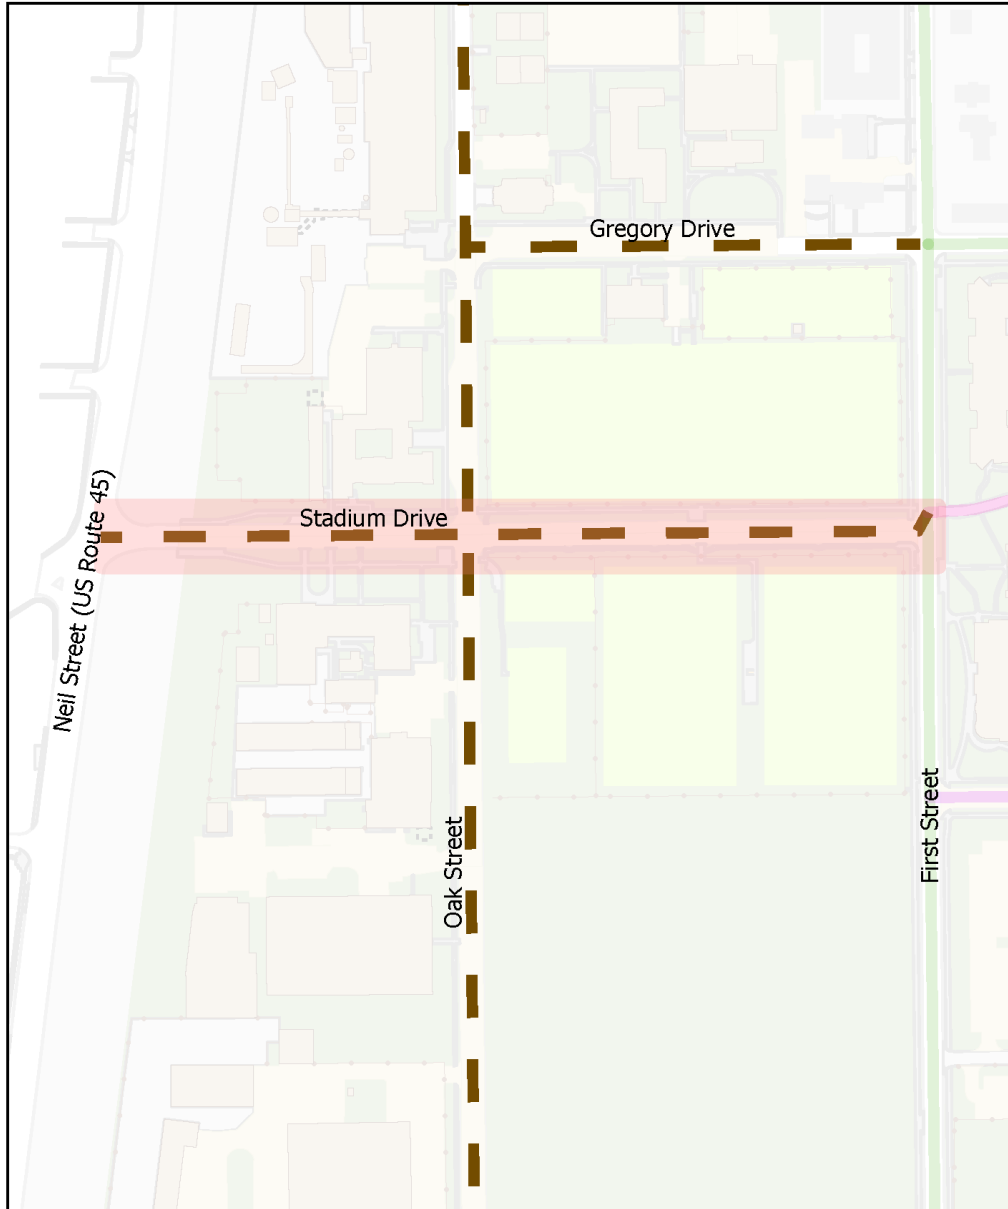 Gregory Drive
Stadium Drive
Neil Street (US Route 45)
Oak Street
First Street